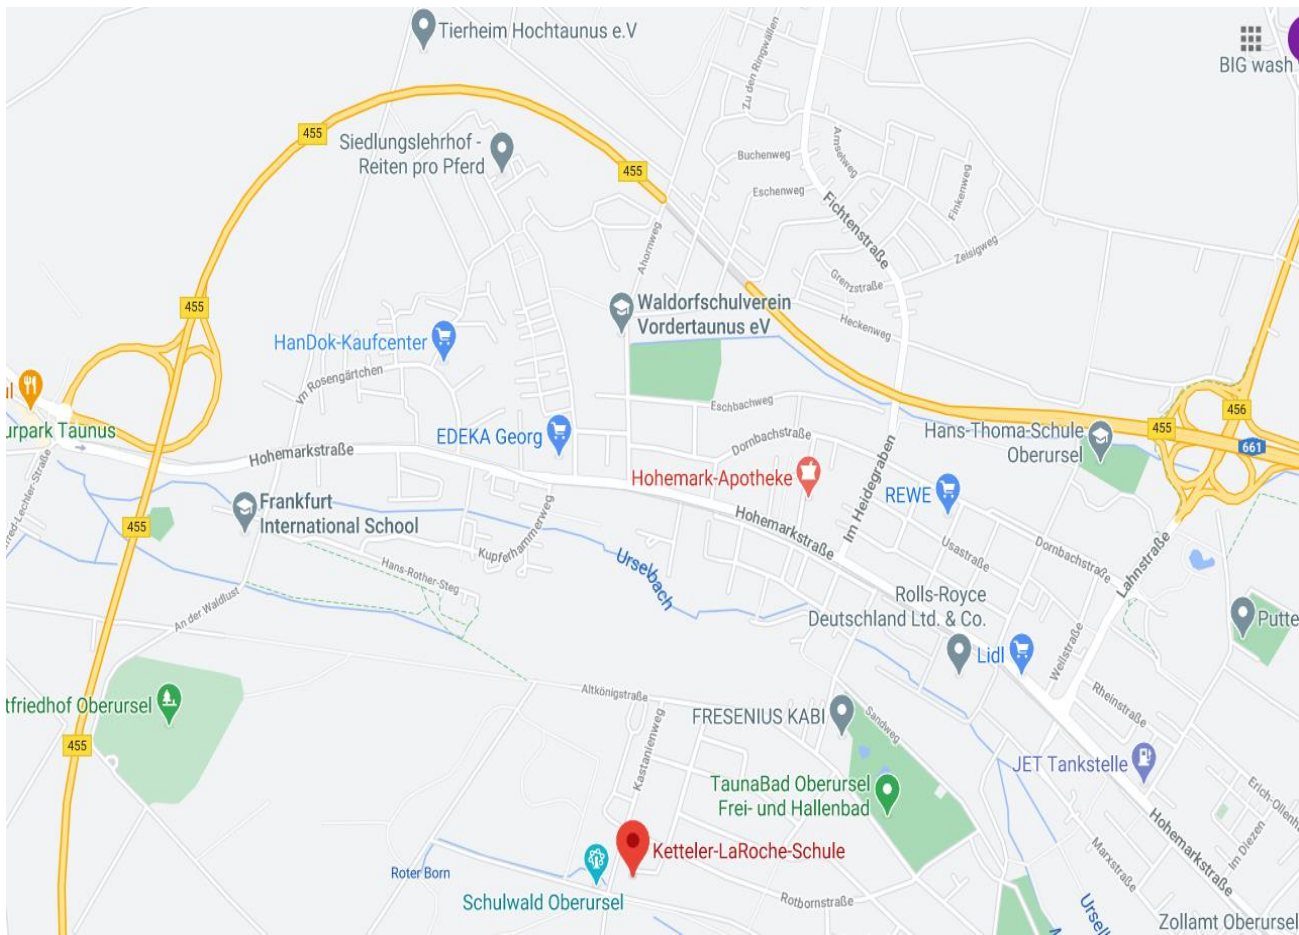 Tierheim Hochtaunus e.V
BIG wash
Zu den Ringwällen
455
Siedlungslehrhof -
Reiten pro Pferd
455
Buchenweg
Amselweg
Eschenweg
Finkenweg
Fichtenstraße
Ahornweg
Zeisigweg
Grenzstraße
455
Waldorfschulverein
Vordertaunus eV
Heckenweg
HanDok-Kaufcenter
Rosengärtchen
Eschbachweg
456
455
urpark Taunus
EDEKA Georg
Dornbachstraße
Hans-Thoma-Schule
Oberursel
661
Hohemarkstraße
Hohemark-Apotheke
Im Heidegraben
REWE
Frankfurt
International School
Kupferhammerweg
Hohemarkstraße
455
fred-Lechler-Straße
Usastraße
Dornbachstraße
Urselbach
Hans-Rother-Steg
Lahnstraße
Rolls-Royce
Deutschland Ltd. & Co.
An der Waldlust
Putte
Lidl
Weilstraße
Altkönigstraße
Rheinstraße
tfriedhof Oberursel
FRESENIUS KABI
Sandweg
Kastanienweg
455
JET Tankstelle
TaunaBad Oberursel
Frei- und Hallenbad
Erich-Ollenh
Hohemarkstraße
Im Diezen
Ketteler-LaRoche-Schule
Marxstraße
Roter Born
Schulwald Oberursel
Rotbornstraße
Ursel
Zollamt Oberursel